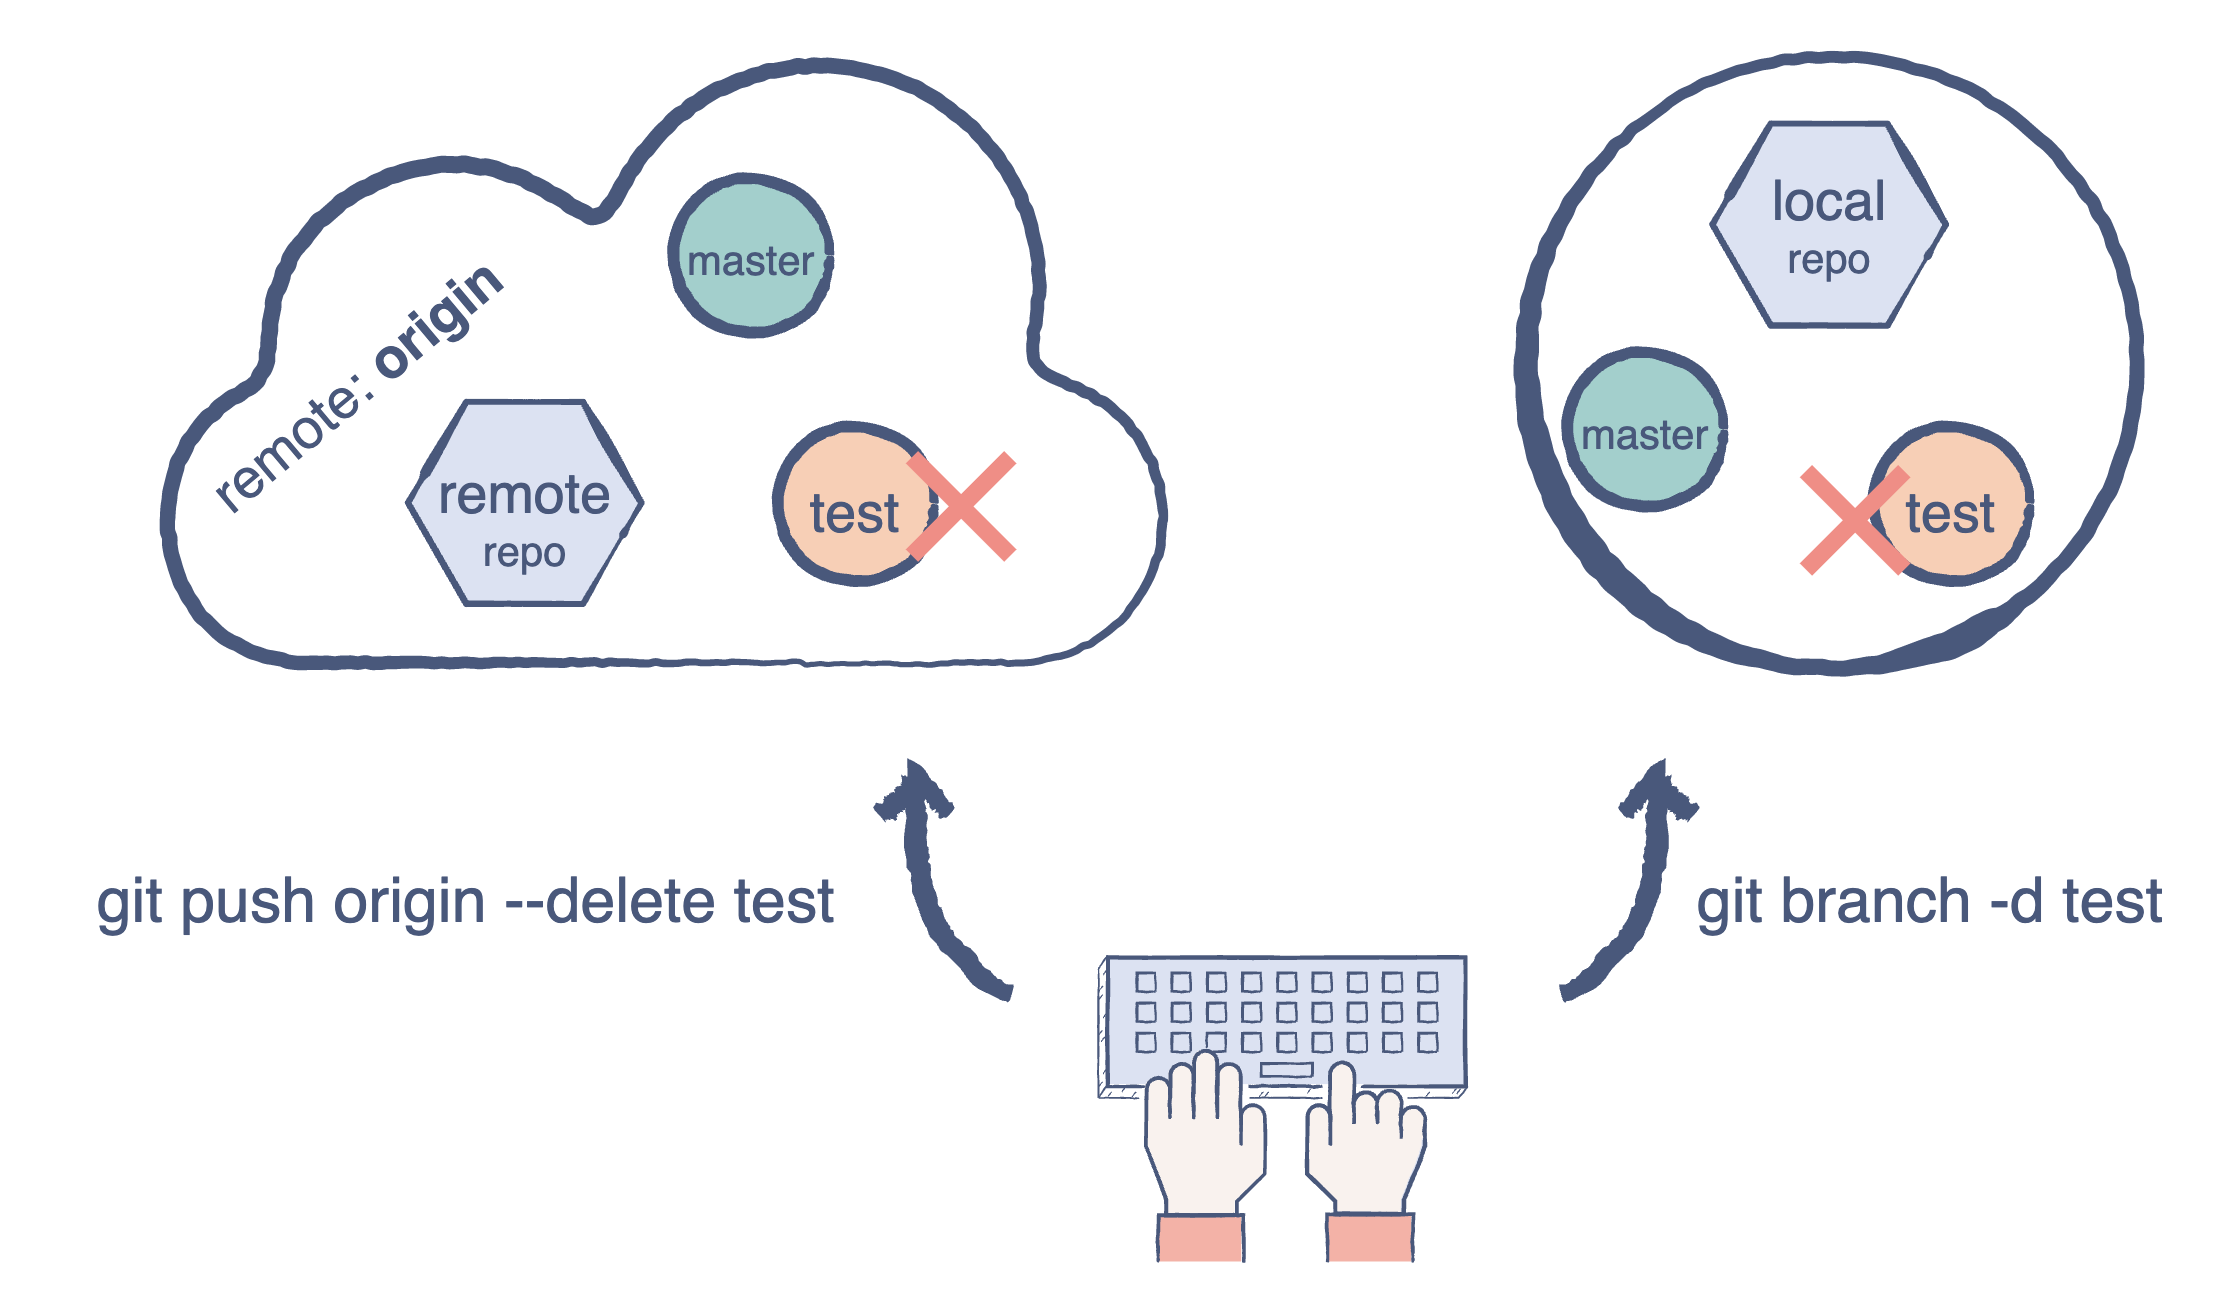 remote: origin
master
remote
repo
test
local
repo
master
test
git push origin --delete test
git branch -d test